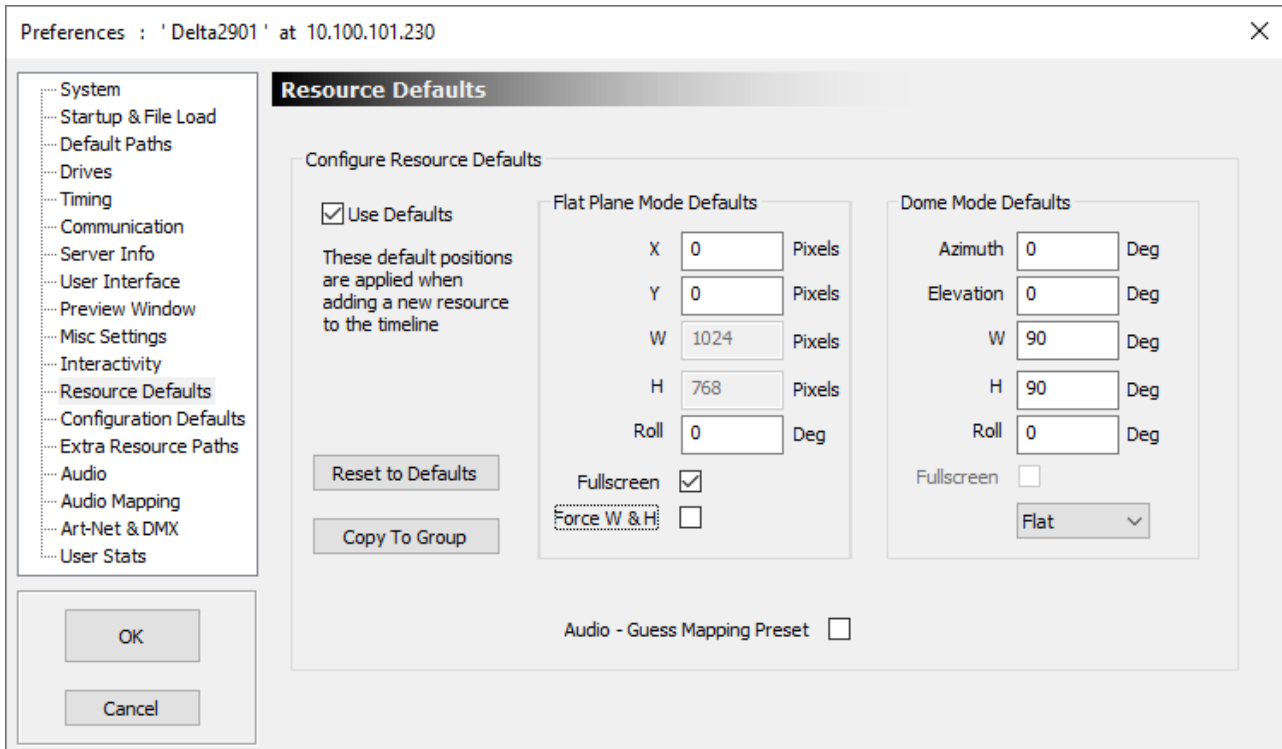 Preferences : ' Delta2901 ' at 10.100.101.230
System
Startup & File Load
Default Paths
Drives
Timing
Communication
Server Info
User Interface
Preview Window
Misc Settings
Interactivity
Resource Defaults
Configuration Defaults
Extra Resource Paths
Audio
Audio Mapping
Art-Net & DMX
User Stats
OK
Cancel
Resource Defaults
Configure Resource Defaults
Use Defaults
These default positions
are applied when
adding a new resource
to the timeline
Reset to Defaults
Copy To Group
Flat Plane Mode Defaults
X 0 Pixels
Y 0 Pixels
W 1024 Pixels
H 768 Pixels
Roll 0 Deg
Fullscreen
Force W & H
Dome Mode Defaults
Azimuth 0 Deg
Elevation 0 Deg
W 90 Deg
H 90 Deg
Roll 0 Deg
Fullscreen
Flat
Audio - Guess Mapping Preset